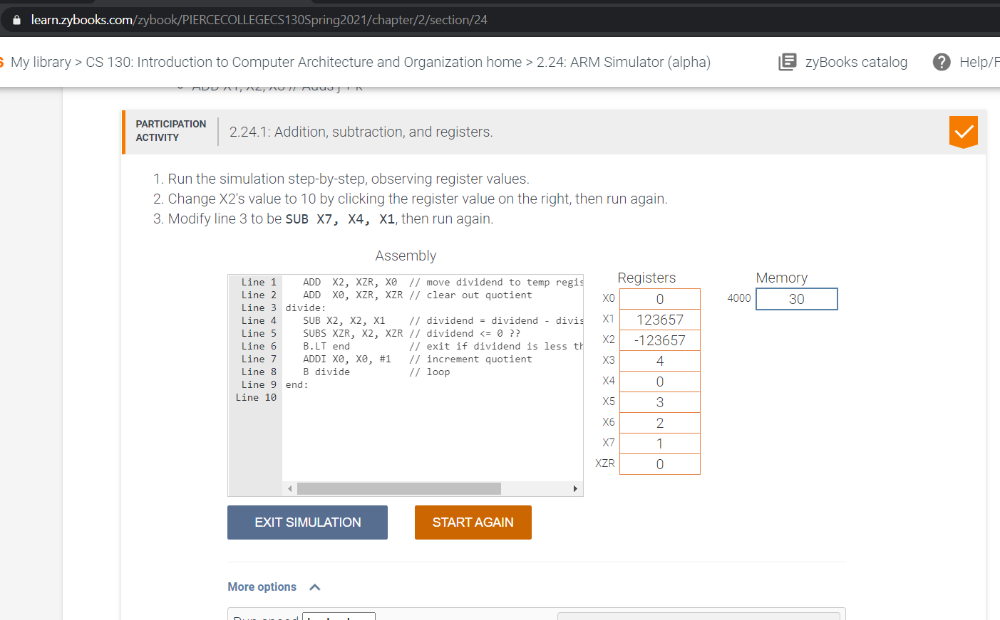 learn.zybooks.com/zybook/PIERCECOLLEGECS130Spring2021/chapter/2/section/24
My library > CS 130: Introduction to Computer Architecture and Organization home > 2.24: ARM Simulator (alpha)
zyBooks catalog
Help/F
ADD X1, X2, X3 // Adds j + k
PARTICIPATION
ACTIVITY
2.24.1: Addition, subtraction, and registers.
1. Run the simulation step-by-step, observing register values.
2. Change X2's value to 10 by clicking the register value on the right, then run again.
3. Modify line 3 to be SUB X7, X4, X1, then run again.
Assembly
Line 1 ADD X2, XZR, X0 // move dividend to temp regis
Line 2 ADD X0, XZR, XZR // clear out quotient
Line 3 divide:
Line 4 SUB X2, X2, X1 // dividend = dividend - divis
Line 5 SUBS XZR, X2, XZR // dividend <= 0 ??
Line 6 B.LT end // exit if dividend is less th
Line 7 ADDI X0, X0, #1 // increment quotient
Line 8 B divide // loop
Line 9 end:
Line 10
Registers
X0 0
X1 123657
X2 -123657
X3 4
X4 0
X5 3
X6 2
X7 1
XZR 0
Memory
4000 30
EXIT SIMULATION
START AGAIN
More options
Run speed